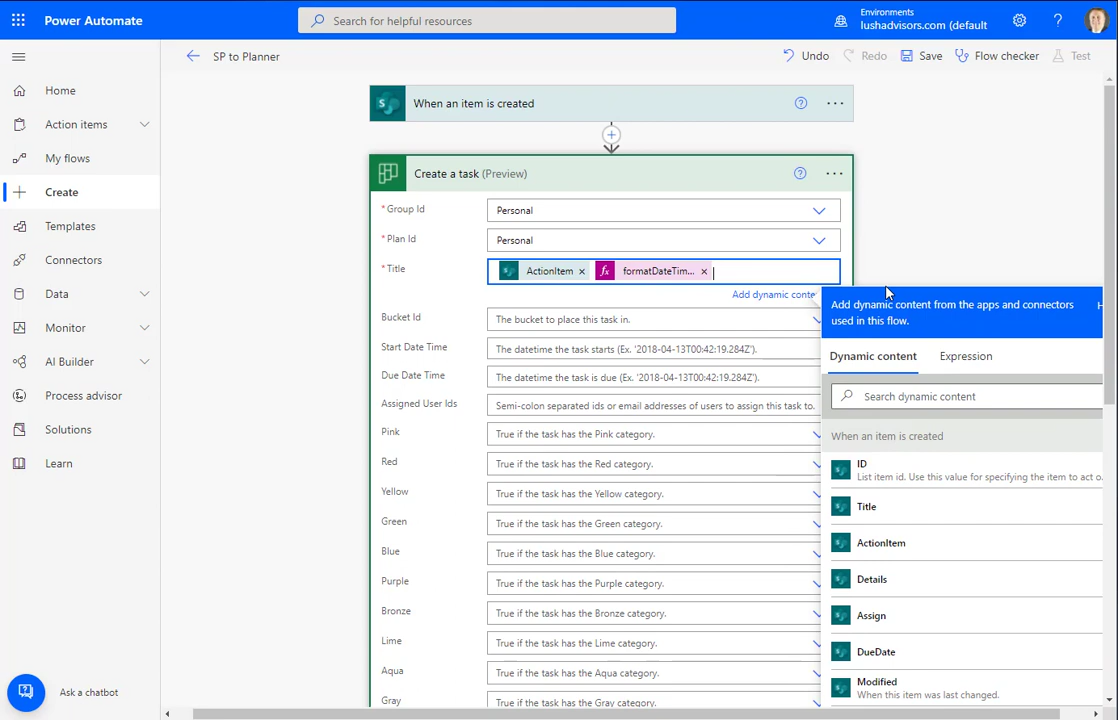 Power Automate
Search for helpful resources
Environments
lushadvisors.com (default
SP to Planner
Undo
Redo
Save
Flow checker
Test
Home
Action items
My flows
Create
Templates
Connectors
Data
Monitor
AI Builder
Process advisor
Solutions
Learn
Ask a chatbot
When an item is created
Create a task (Preview)
* Group Id
Personal
* Plan Id
Personal
* Title
ActionItem × fx formatDateTim... ×
Add dynamic conte
Bucket Id
The bucket to place this task in.
Start Date Time
The datetime the task starts (Ex. '2018-04-13T00:42:19.284Z').
Due Date Time
The datetime the task is due (Ex. '2018-04-13T00:42:19.284Z').
Assigned User Ids
Semi-colon separated ids or email addresses of users to assign this task to.
Pink
True if the task has the Pink category.
Red
True if the task has the Red category.
Yellow
True if the task has the Yellow category.
Green
True if the task has the Green category.
Blue
True if the task has the Blue category.
Purple
True if the task has the Purple category.
Bronze
True if the task has the Bronze category.
Lime
True if the task has the Lime category.
Aqua
True if the task has the Aqua category.
Gray
True if the task has the Gray category.
Add dynamic content from the apps and connectors
used in this flow.
Dynamic content
Expression
Search dynamic content
When an item is created
ID
List item id. Use this value for specifying the item to act o
Title
ActionItem
Details
Assign
DueDate
Modified
When this item was last changed.